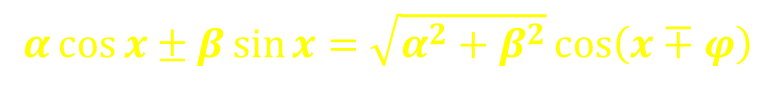 α cos x ± β sin x = √(α² + β²) cos(x ∓ φ)